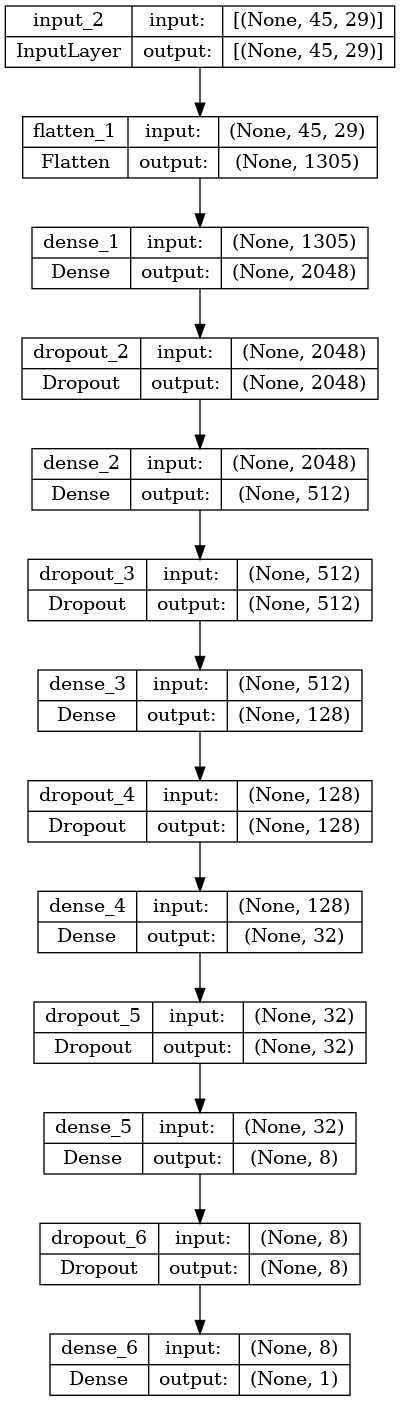 input_2 input: [(None, 45, 29)]
InputLayer output: [(None, 45, 29)]
flatten_1 input: (None, 45, 29)
Flatten output: (None, 1305)
dense_1 input: (None, 1305)
Dense output: (None, 2048)
dropout_2 input: (None, 2048)
Dropout output: (None, 2048)
dense_2 input: (None, 2048)
Dense output: (None, 512)
dropout_3 input: (None, 512)
Dropout output: (None, 512)
dense_3 input: (None, 512)
Dense output: (None, 128)
dropout_4 input: (None, 128)
Dropout output: (None, 128)
dense_4 input: (None, 128)
Dense output: (None, 32)
dropout_5 input: (None, 32)
Dropout output: (None, 32)
dense_5 input: (None, 32)
Dense output: (None, 8)
dropout_6 input: (None, 8)
Dropout output: (None, 8)
dense_6 input: (None, 8)
Dense output: (None, 1)